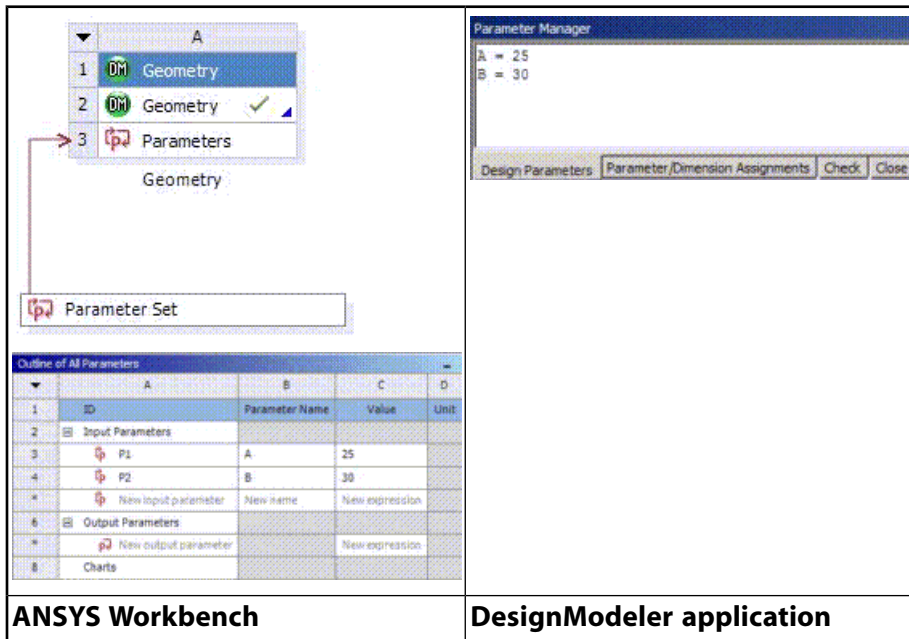 A
1 Geometry
2 Geometry
3 Parameters
Geometry
Parameter Set
Outline of All Parameters
A B C D
1 ID Parameter Name Value Unit
2 Input Parameters
3 P1 A 25
4 P2 B 30
* New input parameter New name New expression
6 Output Parameters
* New output parameter New expression
8 Charts
ANSYS Workbench
Parameter Manager
A = 25
B = 30
Design Parameters Parameter/Dimension Assignments Check Close
DesignModeler application